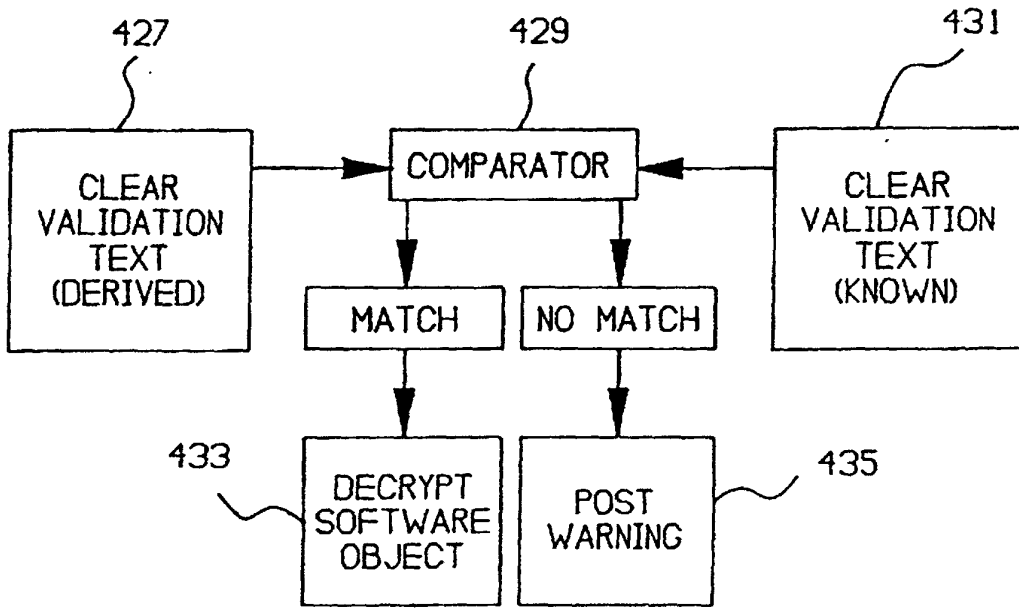 427
429
431
CLEAR
VALIDATION
TEXT
(DERIVED)
COMPARATOR
CLEAR
VALIDATION
TEXT
(KNOWN)
MATCH
NO MATCH
433
DECRYPT
SOFTWARE
OBJECT
POST
WARNING
435